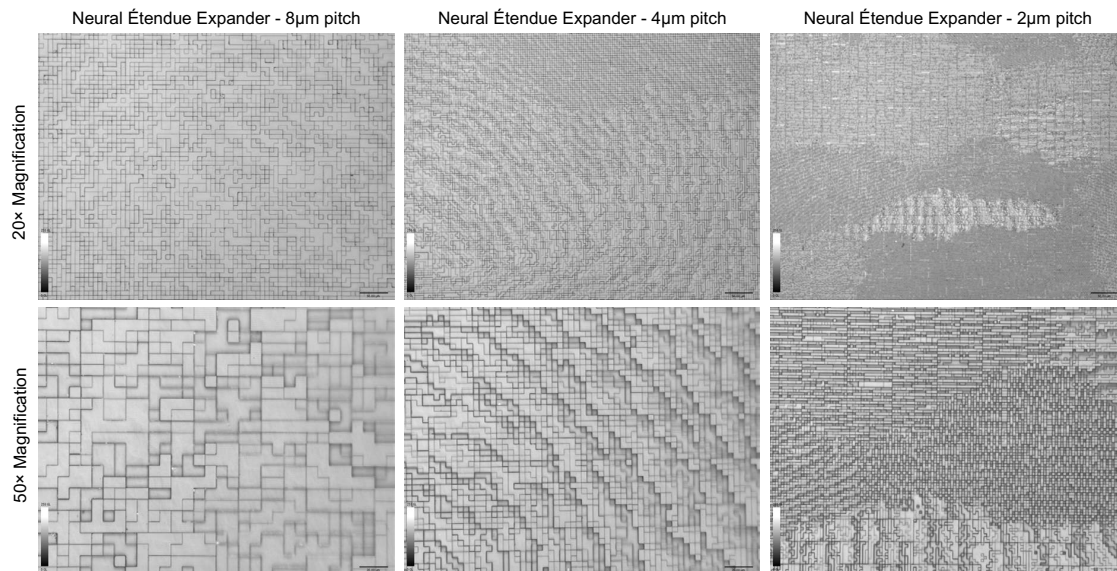 Neural Étendue Expander - 8µm pitch
Neural Étendue Expander - 4µm pitch
Neural Étendue Expander - 2µm pitch
20× Magnification
50× Magnification